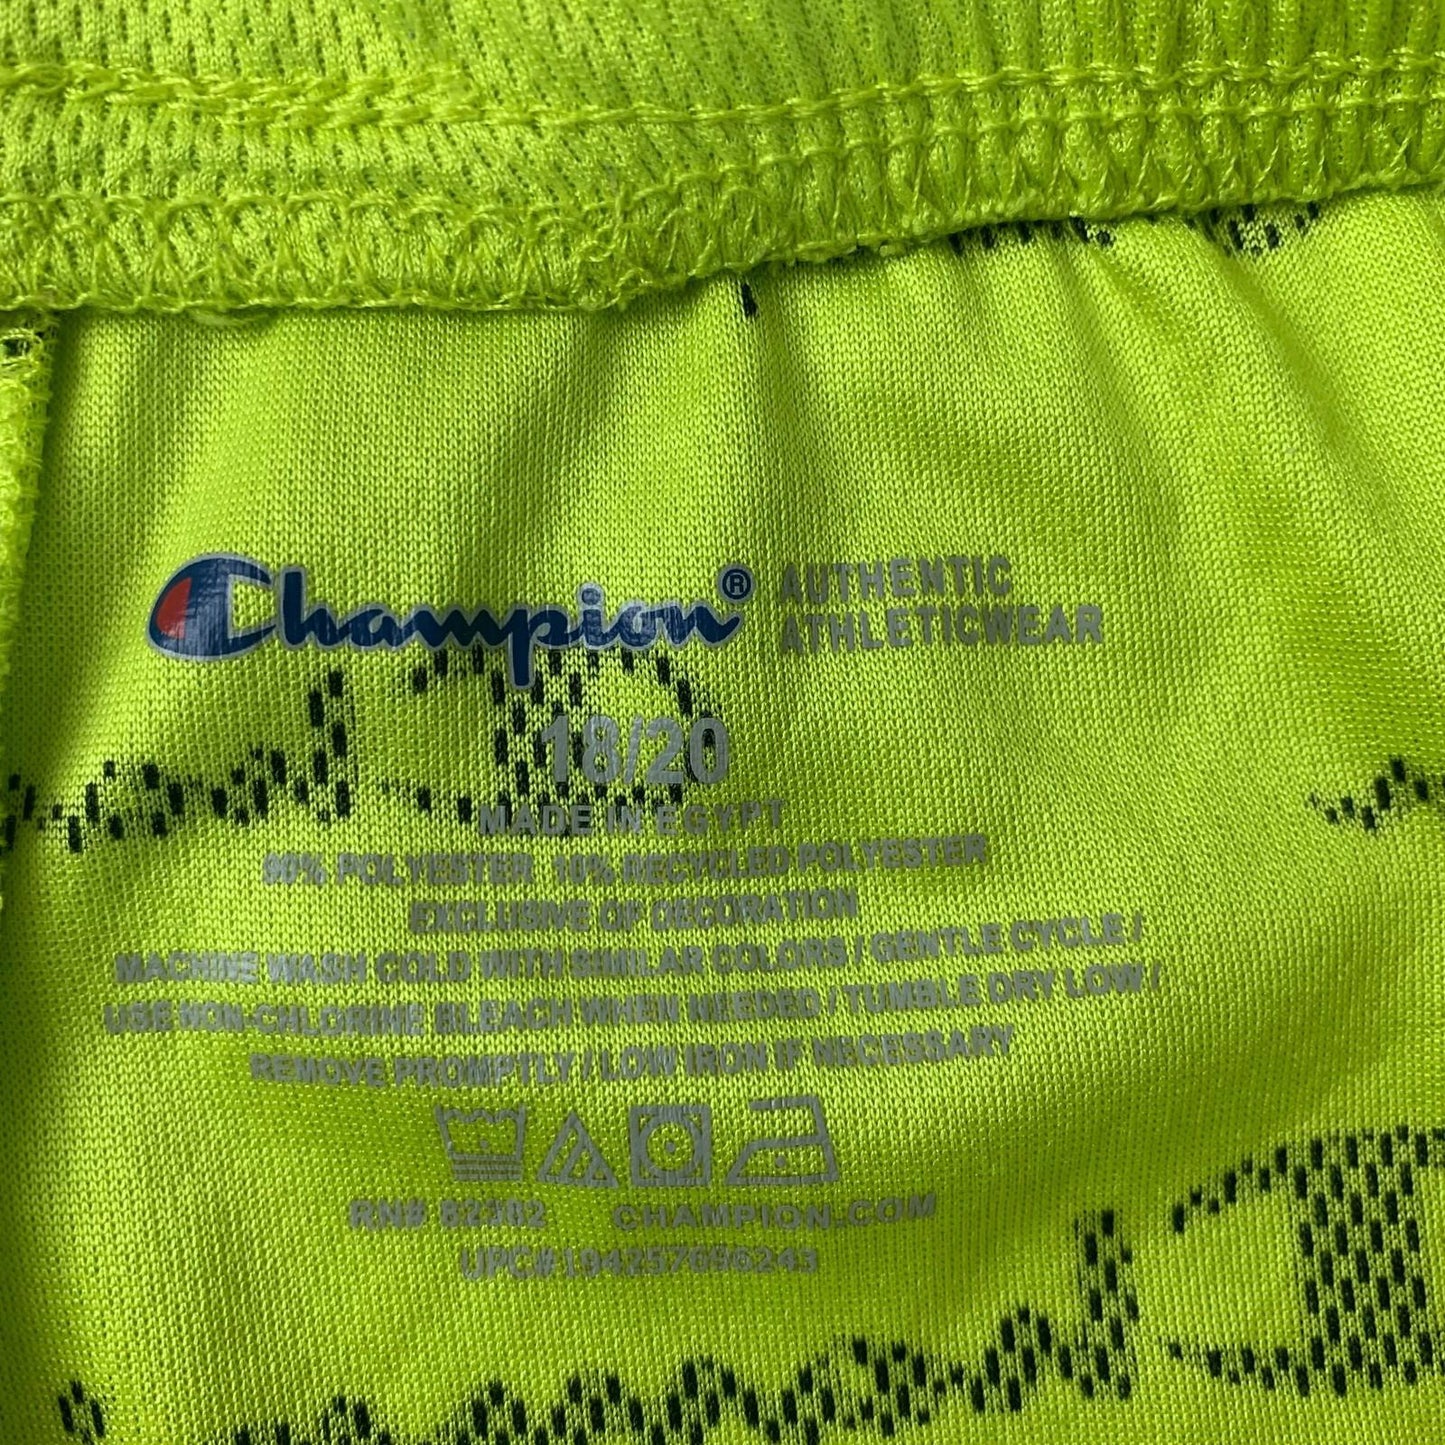 Champion® AUTHENTIC ATHLETICWEAR
18/20
MADE IN EGYPT
90% POLYESTER 10% RECYCLED POLYESTER
EXCLUSIVE OF DECORATION
MACHINE WASH COLD WITH SIMILAR COLORS / GENTLE CYCLE /
USE NON-CHLORINE BLEACH WHEN NEEDED / TUMBLE DRY LOW /
REMOVE PROMPTLY / LOW IRON IF NECESSARY
RN# 82382 CHAMPION.COM
UPC#194257696243